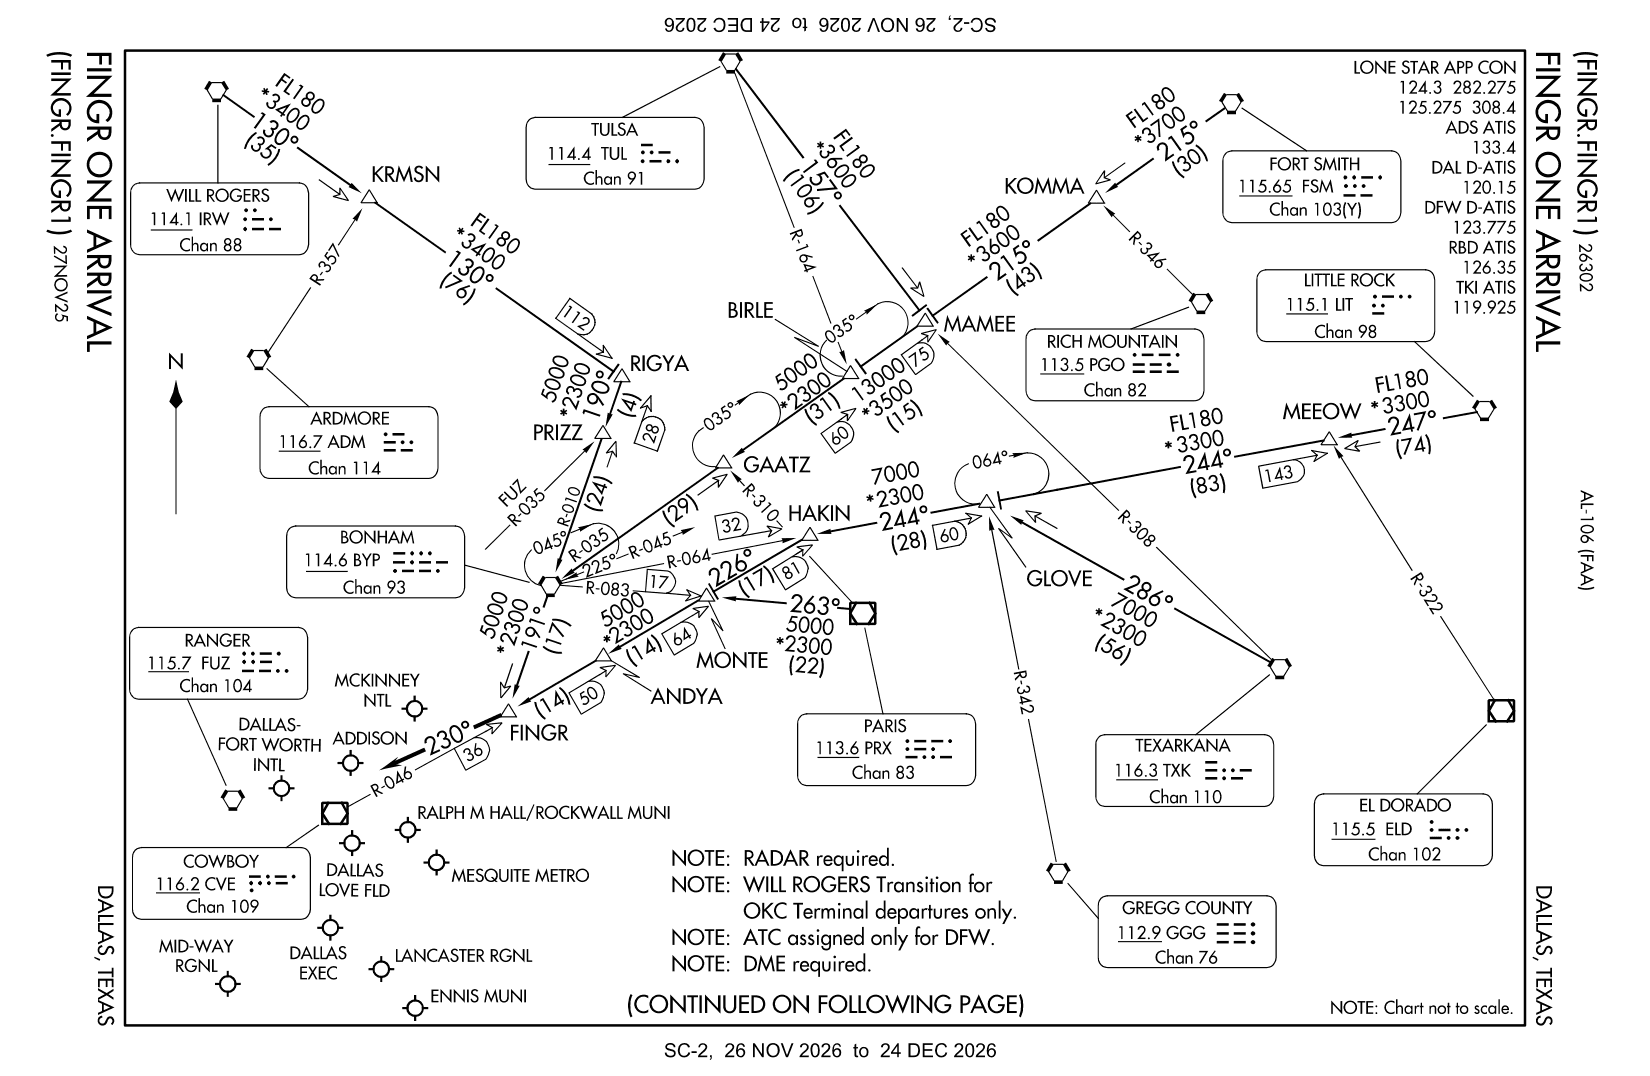 SC-2, 26 NOV 2026 to 24 DEC 2026
(FINGR.FINGR1) 27NOV25
FINGR ONE ARRIVAL
(FINGR.FINGR1) 26302
FINGR ONE ARRIVAL
AL-106 (FAA)
DALLAS, TEXAS
DALLAS, TEXAS
LONE STAR APP CON
124.3 282.275
125.275 308.4
ADS ATIS
133.4
DAL D-ATIS
120.15
DFW D-ATIS
123.775
RBD ATIS
126.35
TKI ATIS
119.925
FL180
*3400
130°
(35)
KRMSN
WILL ROGERS
114.1 IRW
Chan 88
R-357
ARDMORE
116.7 ADM
Chan 114
N
FL180
*3400
130°
(76)
112
RIGYA
5000
*2300
190°
(4)
28
PRIZZ
TULSA
114.4 TUL
Chan 91
FL180
*3600
157°
(106)
R-164
BIRLE
035°
MAMEE
75
KOMMA
FL180
*3700
215°
(30)
FORT SMITH
115.65 FSM
Chan 103(Y)
FL180
*3600
215°
(43)
R-346
RICH MOUNTAIN
113.5 PGO
Chan 82
LITTLE ROCK
115.1 LIT
Chan 98
FL180
*3300
247°
(74)
MEEOW
FL180
*3300
244°
(83)
143
13000
*3500
(15)
5000
*2300
(31)
60
035°
GAATZ
R-310
(29)
064°
7000
*2300
244°
(28)
60
HAKIN
GLOVE
R-308
R-322
FUZ
R-035
R-010
(24)
045°
R-035
225°
R-045
R-064
32
R-083
17
226°
(17)
81
BONHAM
114.6 BYP
Chan 93
5000
*2300
191°
(17)
5000
*2300
(14)
64
MONTE
263°
5000
*2300
(22)
286°
7000
*2300
(56)
R-342
ANDYA
(14)
50
FINGR
230°
36
R-046
RANGER
115.7 FUZ
Chan 104
MCKINNEY
NTL
DALLAS-
FORT WORTH
INTL
ADDISON
PARIS
113.6 PRX
Chan 83
TEXARKANA
116.3 TXK
Chan 110
EL DORADO
115.5 ELD
Chan 102
COWBOY
116.2 CVE
Chan 109
RALPH M HALL/ROCKWALL MUNI
DALLAS
LOVE FLD
MESQUITE METRO
GREGG COUNTY
112.9 GGG
Chan 76
MID-WAY
RGNL
DALLAS
EXEC
LANCASTER RGNL
ENNIS MUNI
NOTE: RADAR required.
NOTE: WILL ROGERS Transition for
OKC Terminal departures only.
NOTE: ATC assigned only for DFW.
NOTE: DME required.
(CONTINUED ON FOLLOWING PAGE)
NOTE: Chart not to scale.
SC-2, 26 NOV 2026 to 24 DEC 2026